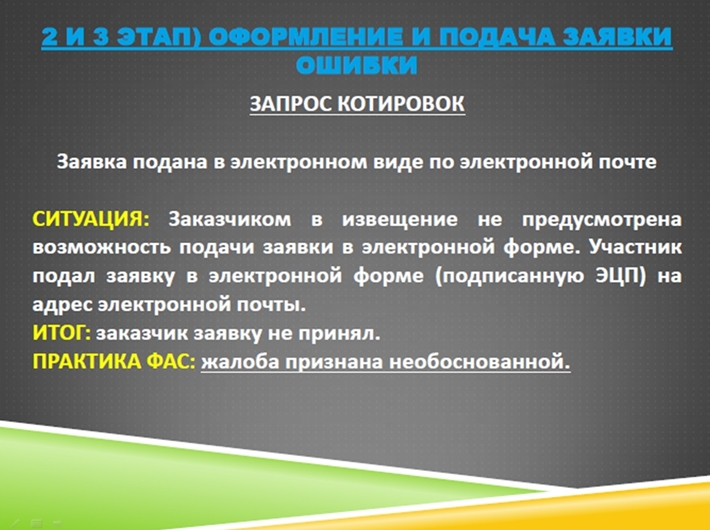 2 И 3 ЭТАП) ОФОРМЛЕНИЕ И ПОДАЧА ЗАЯВКИ
ОШИБКИ
ЗАПРОС КОТИРОВОК
Заявка подана в электронном виде по электронной почте
СИТУАЦИЯ: Заказчиком в извещение не предусмотрена
возможность подачи заявки в электронной форме. Участник
подал заявку в электронной форме (подписанную ЭЦП) на
адрес электронной почты.
ИТОГ: заказчик заявку не принял.
ПРАКТИКА ФАС: жалоба признана необоснованной.